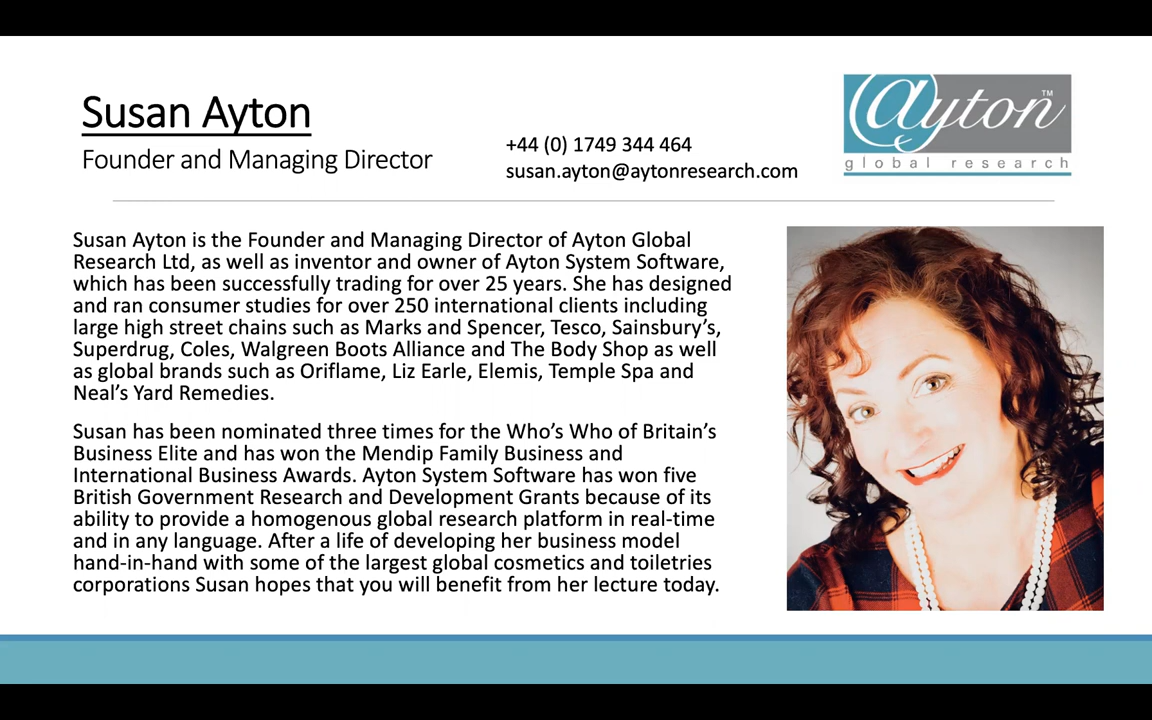 Susan Ayton
Founder and Managing Director
+44 (0) 1749 344 464
susan.ayton@aytonresearch.com
@yton™
global research
Susan Ayton is the Founder and Managing Director of Ayton Global
Research Ltd, as well as inventor and owner of Ayton System Software,
which has been successfully trading for over 25 years. She has designed
and ran consumer studies for over 250 international clients including
large high street chains such as Marks and Spencer, Tesco, Sainsbury’s,
Superdrug, Coles, Walgreen Boots Alliance and The Body Shop as well
as global brands such as Oriflame, Liz Earle, Elemis, Temple Spa and
Neal’s Yard Remedies.
Susan has been nominated three times for the Who’s Who of Britain’s
Business Elite and has won the Mendip Family Business and
International Business Awards. Ayton System Software has won five
British Government Research and Development Grants because of its
ability to provide a homogenous global research platform in real-time
and in any language. After a life of developing her business model
hand-in-hand with some of the largest global cosmetics and toiletries
corporations Susan hopes that you will benefit from her lecture today.